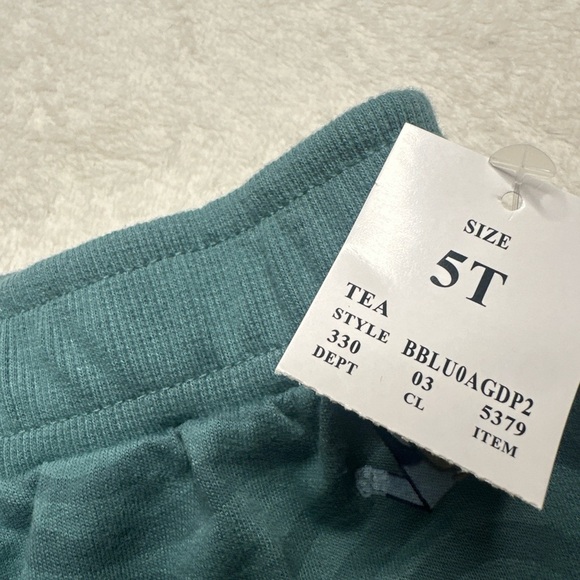 SIZE
5T
TEA
STYLE BBLU0AGDP2
330 03 5379
DEPT CL ITEM